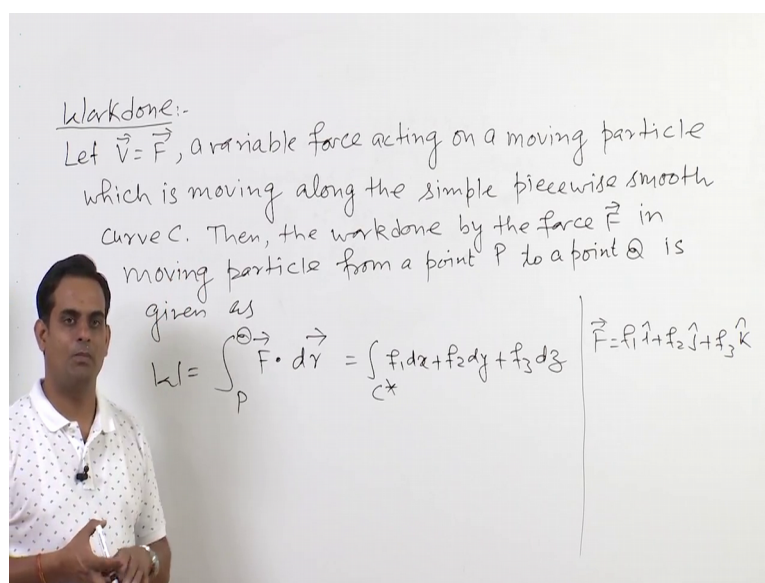 Workdone:-
Let V⃗ = F⃗, a variable force acting on a moving particle
which is moving along the simple piecewise smooth
curve C. Then, the workdone by the force F⃗ in
moving particle from a point P to a point Q is
given as
W = ∫_P^Q F⃗ · dr⃗ = ∫_{C*} f₁dx + f₂dy + f₃dz
F⃗ = f₁î + f₂ĵ + f₃k̂